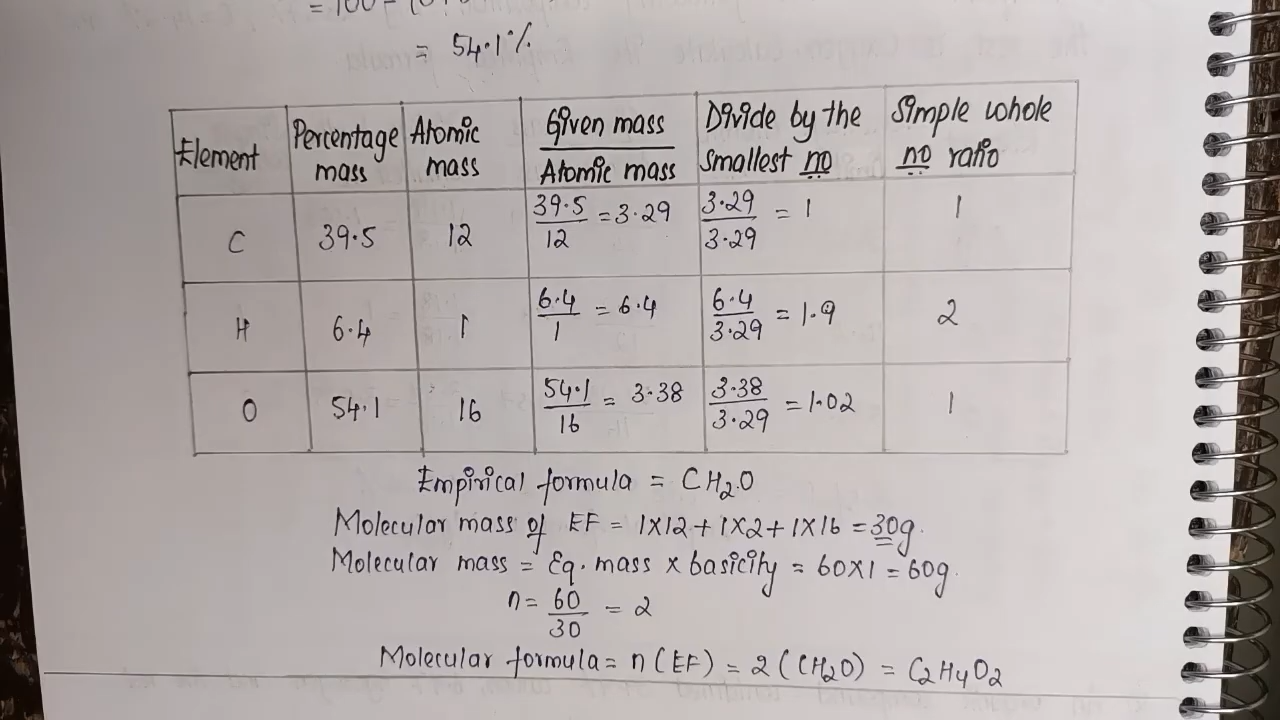 = 100 - (
= 54.1%
Element | Percentage mass | Atomic mass | Given mass / Atomic mass | Divide by the smallest no | Simple whole no ratio
C | 39.5 | 12 | 39.5/12 = 3.29 | 3.29/3.29 = 1 | 1
H | 6.4 | 1 | 6.4/1 = 6.4 | 6.4/3.29 = 1.9 | 2
O | 54.1 | 16 | 54.1/16 = 3.38 | 3.38/3.29 = 1.02 | 1
Empirical formula = CH₂O
Molecular mass of EF = 1X12 + 1X2 + 1X16 = 30g.
Molecular mass = Eq. mass x basicity = 60X1 = 60g.
n = 60/30 = 2
Molecular formula = n(EF) = 2(CH₂O) = C₂H₄O₂